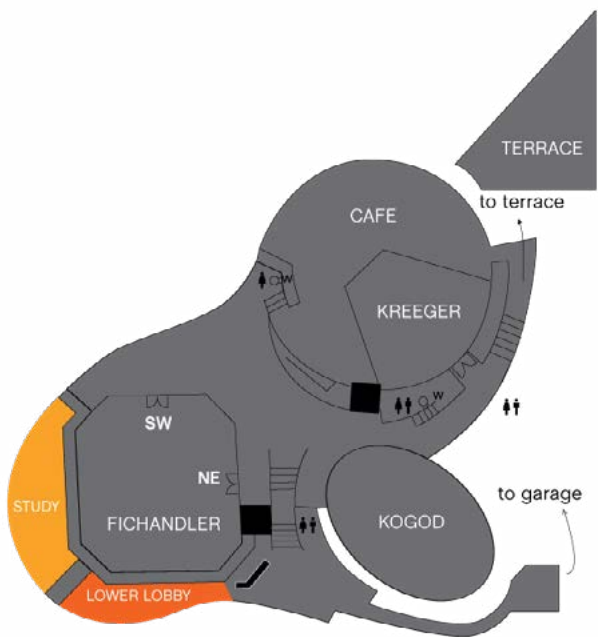 TERRACE
to terrace
CAFE
W
KREEGER
W
SW
NE
STUDY
FICHANDLER
KOGOD
to garage
LOWER LOBBY